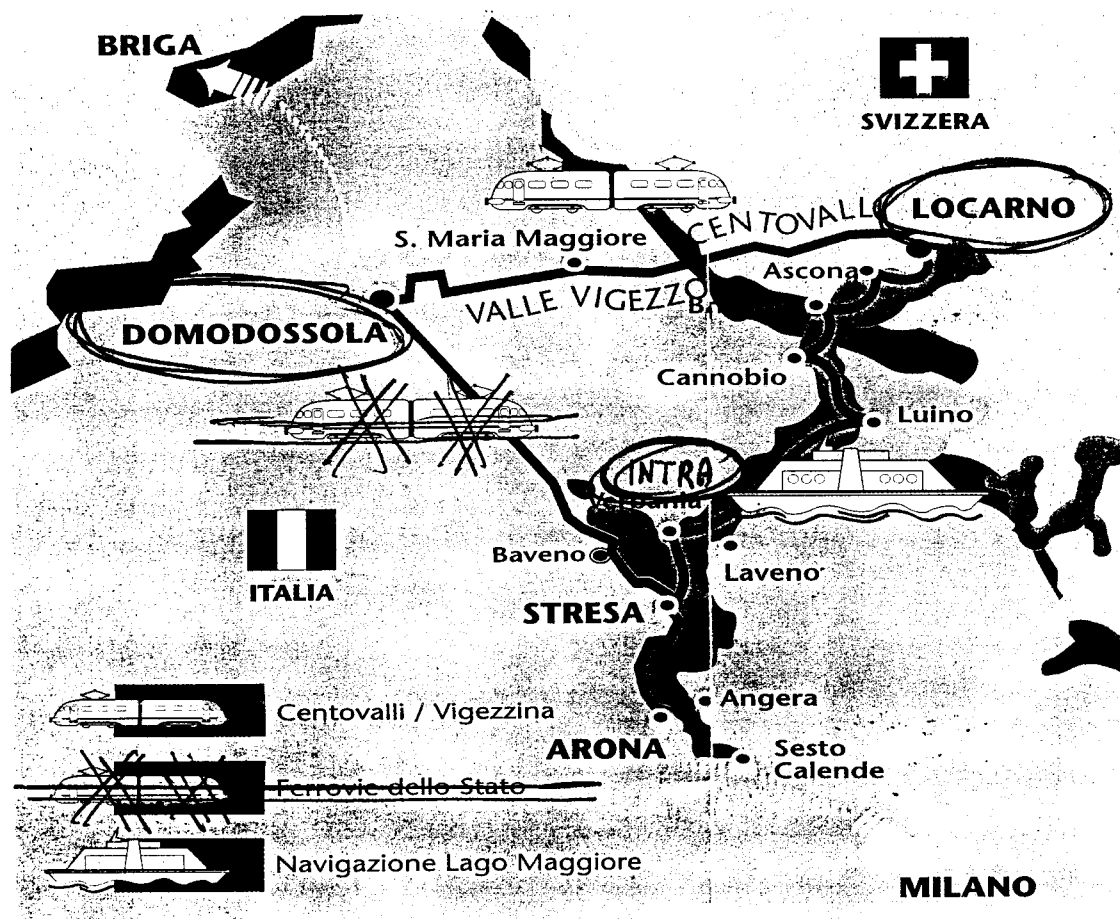 BRIGA
SVIZZERA
LOCARNO
CENTOVALLI
S. Maria Maggiore
Ascona
VALLE VIGEZZO
DOMODOSSOLA
Cannobio
Luino
INTRA
Baveno
Laveno
ITALIA
STRESA
Angera
Centovalli / Vigezzina
ARONA
Sesto
Calende
Ferrovie dello Stato
Navigazione Lago Maggiore
MILANO